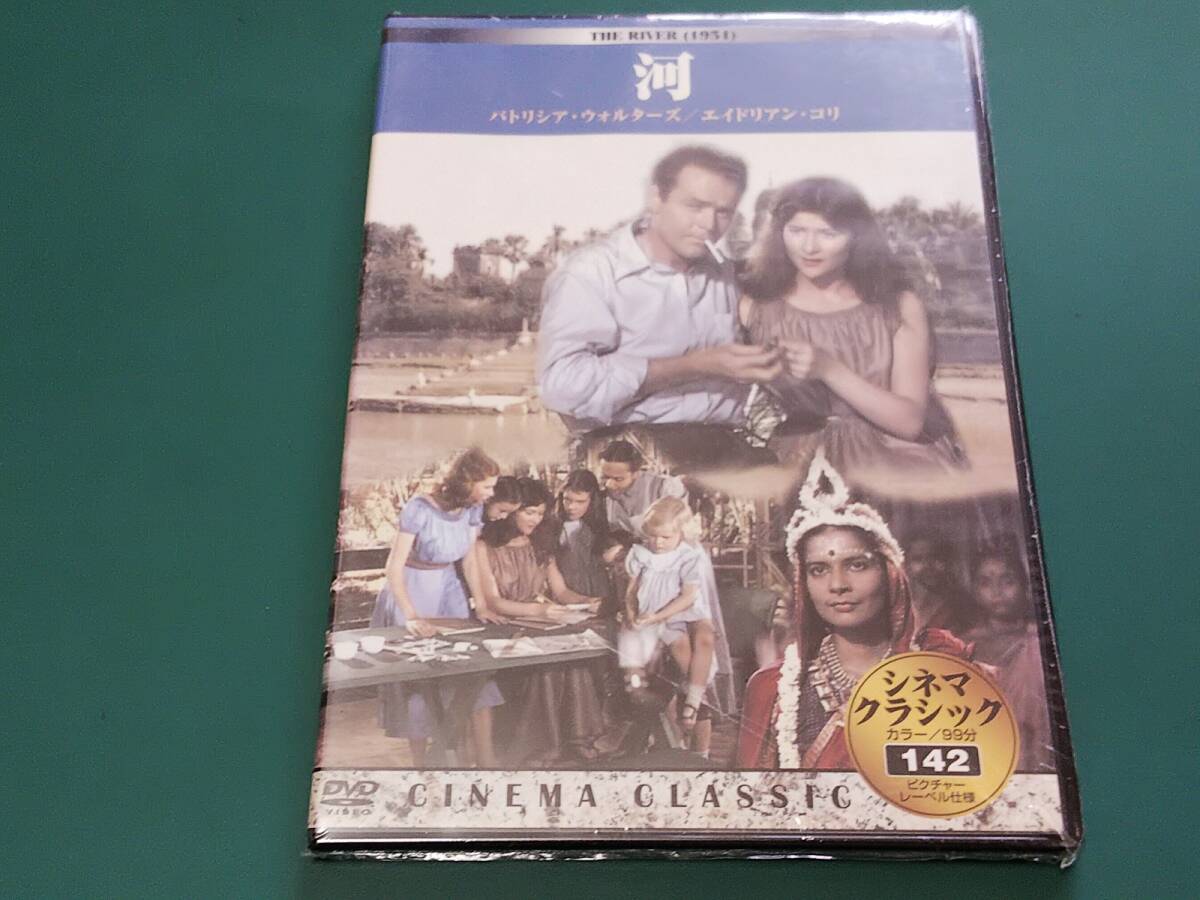 THE RIVER (1951)
河
パトリシア・ウォルターズ／エイドリアン・コリ
シネマ
クラシック
カラー／99分
142
ピクチャー
レーベル仕様
DVD
VIDEO
CINEMA CLASSIC